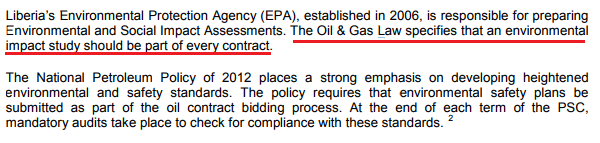 Liberia's Environmental Protection Agency (EPA), established in 2006, is responsible for preparing
Environmental and Social Impact Assessments. The Oil & Gas Law specifies that an environmental
impact study should be part of every contract.
The National Petroleum Policy of 2012 places a strong emphasis on developing heightened
environmental and safety standards. The policy requires that environmental safety plans be
submitted as part of the oil contract bidding process. At the end of each term of the PSC,
mandatory audits take place to check for compliance with these standards. 2